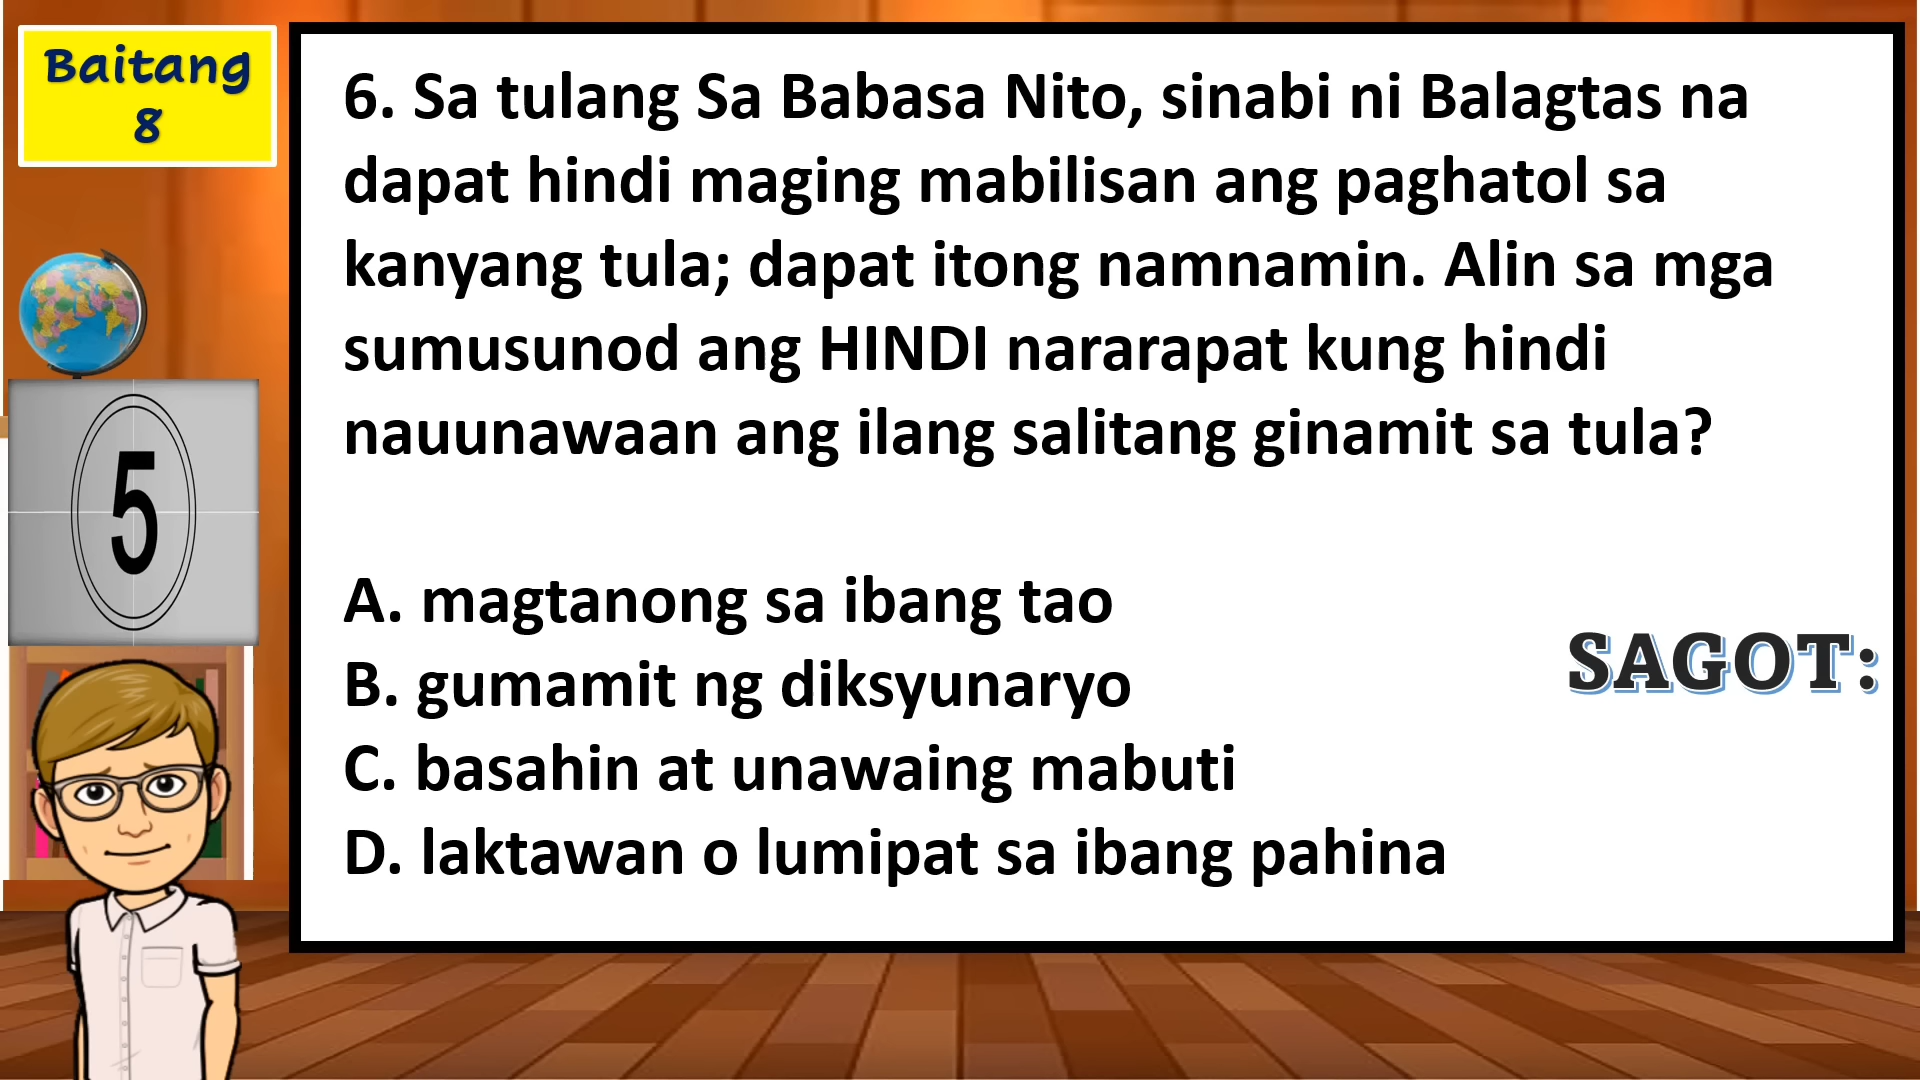 Baitang
8
6. Sa tulang Sa Babasa Nito, sinabi ni Balagtas na
dapat hindi maging mabilisan ang paghatol sa
kanyang tula; dapat itong namnamin. Alin sa mga
sumusunod ang HINDI nararapat kung hindi
nauunawaan ang ilang salitang ginamit sa tula?
A. magtanong sa ibang tao
B. gumamit ng diksyunaryo
C. basahin at unawaing mabuti
D. laktawan o lumipat sa ibang pahina
SAGOT:
5